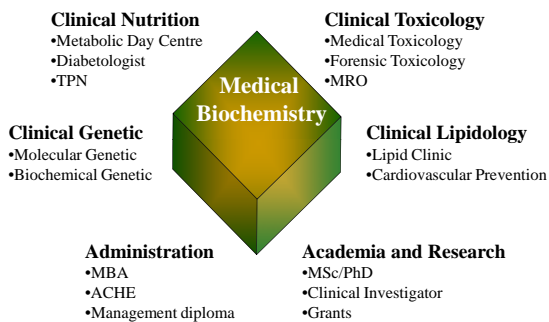 Clinical Nutrition
•Metabolic Day Centre
•Diabetologist
•TPN
Clinical Toxicology
•Medical Toxicology
•Forensic Toxicology
•MRO
Medical
Biochemistry
Clinical Genetic
•Molecular Genetic
•Biochemical Genetic
Clinical Lipidology
•Lipid Clinic
•Cardiovascular Prevention
Administration
•MBA
•ACHE
•Management diploma
Academia and Research
•MSc/PhD
•Clinical Investigator
•Grants